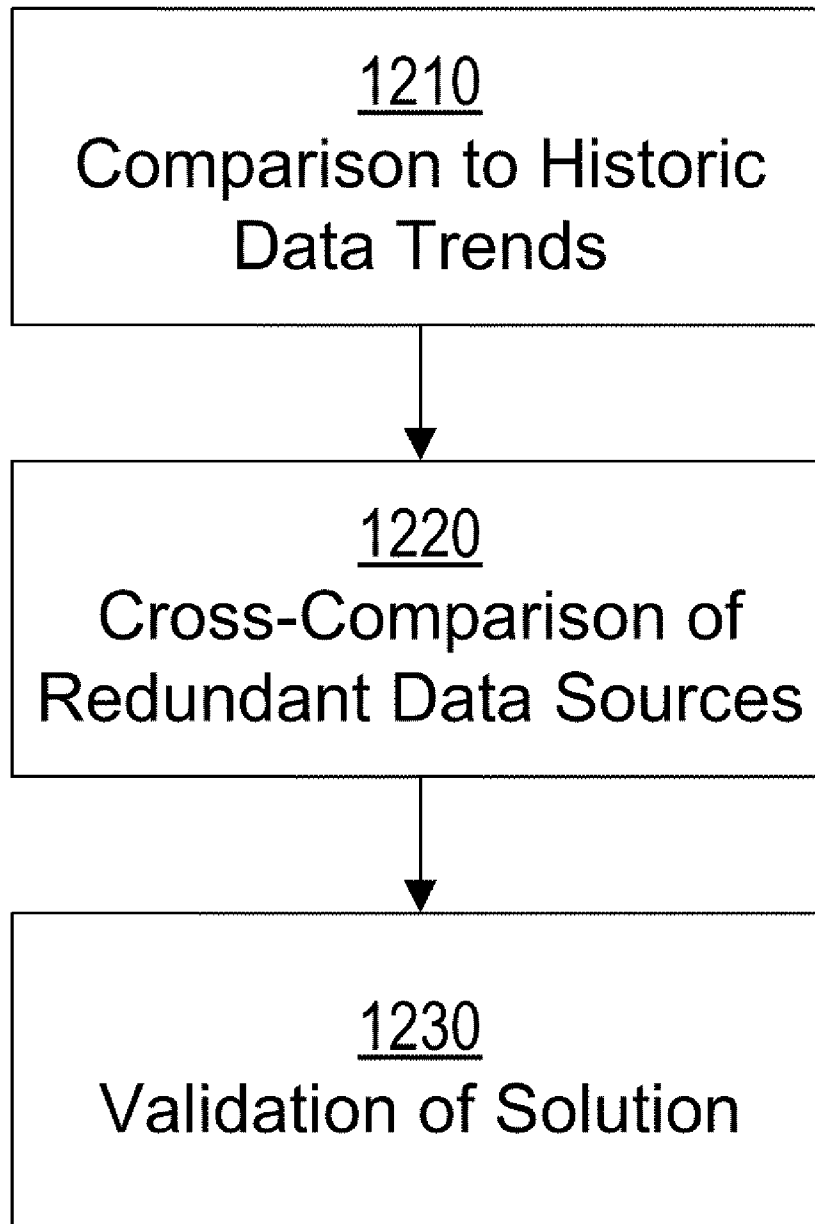 1210
Comparison to Historic
Data Trends
1220
Cross-Comparison of
Redundant Data Sources
1230
Validation of Solution